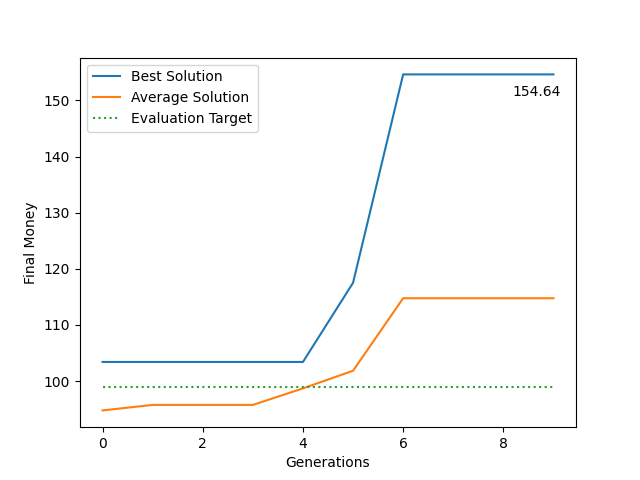 Best Solution
Average Solution
Evaluation Target
154.64
150
140
130
120
110
100
Final Money
0 2 4 6 8
Generations